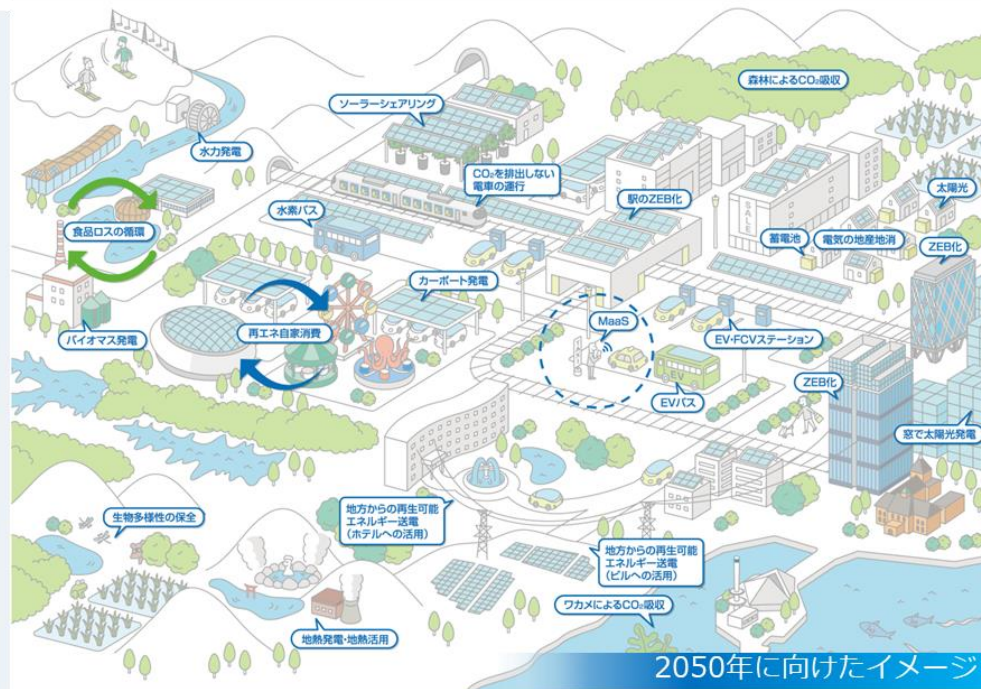 森林によるCO₂吸収
ソーラーシェアリング
水力発電
CO₂を排出しない
電車の運行
駅のZEB化
太陽光
水素バス
食品ロスの循環
SALE
蓄電池
電気の地産地消
ZEB化
カーポート発電
MaaS
再エネ自家消費
バイオマス発電
EV・FCVステーション
ZEB化
EVバス
窓で太陽光発電
地方からの再生可能
エネルギー送電
(ホテルへの活用)
生物多様性の保全
地方からの再生可能
エネルギー送電
(ビルへの活用)
ワカメによるCO₂吸収
地熱発電・地熱活用
2050年に向けたイメージ